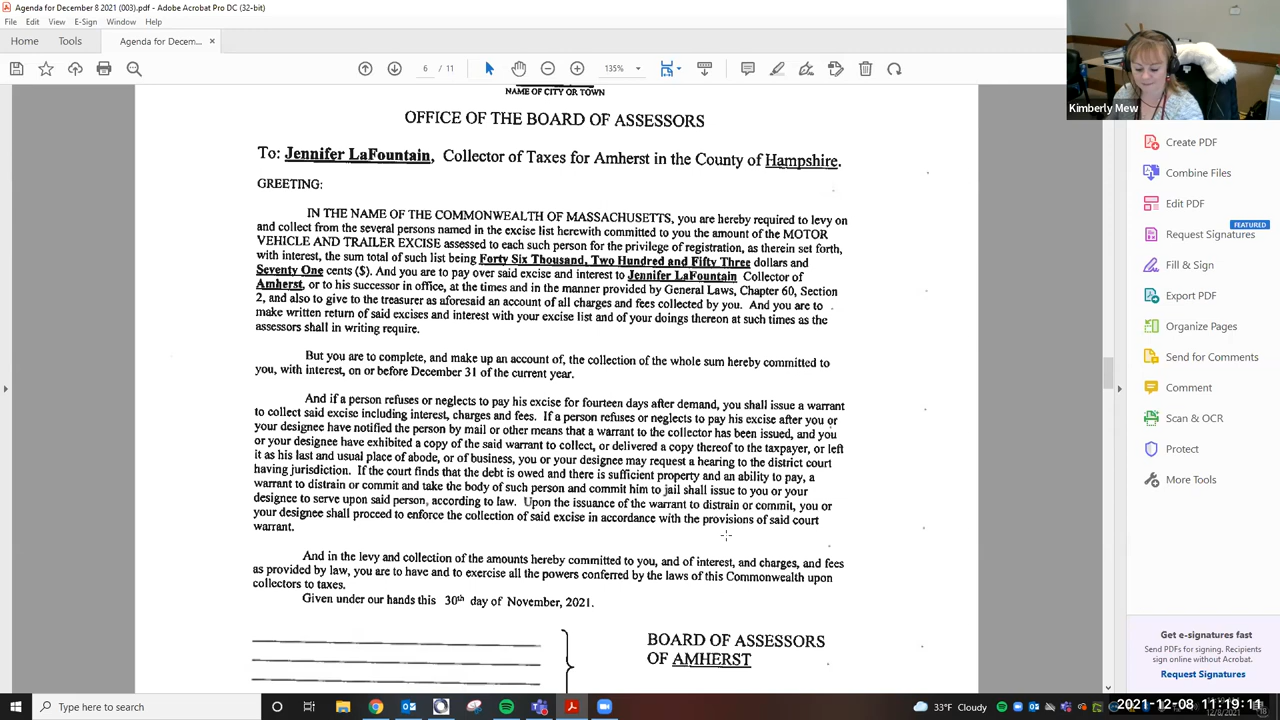 Agenda for December 8 2021 (003).pdf - Adobe Acrobat Pro DC (32-bit)
File Edit View E-Sign Window Help
Home Tools Agenda for Decem... ×
6 / 11 135%
Kimberly Mew
NAME OF CITY OR TOWN
OFFICE OF THE BOARD OF ASSESSORS
To: Jennifer LaFountain, Collector of Taxes for Amherst in the County of Hampshire.
GREETING:
IN THE NAME OF THE COMMONWEALTH OF MASSACHUSETTS, you are hereby required to levy on
and collect from the several persons named in the excise list herewith committed to you the amount of the MOTOR
VEHICLE AND TRAILER EXCISE assessed to each such person for the privilege of registration, as therein set forth,
with interest, the sum total of such list being Forty Six Thousand, Two Hundred and Fifty Three dollars and
Seventy One cents ($). And you are to pay over said excise and interest to Jennifer LaFountain Collector of
Amherst, or to his successor in office, at the times and in the manner provided by General Laws, Chapter 60, Section
2, and also to give to the treasurer as aforesaid an account of all charges and fees collected by you. And you are to
make written return of said excises and interest with your excise list and of your doings thereon at such times as the
assessors shall in writing require.
But you are to complete, and make up an account of, the collection of the whole sum hereby committed to
you, with interest, on or before December 31 of the current year.
And if a person refuses or neglects to pay his excise for fourteen days after demand, you shall issue a warrant
to collect said excise including interest, charges and fees. If a person refuses or neglects to pay his excise after you or
your designee have notified the person by mail or other means that a warrant to the collector has been issued, and you
or your designee have exhibited a copy of the said warrant to collect, or delivered a copy thereof to the taxpayer, or left
it as his last and usual place of abode, or of business, you or your designee may request a hearing to the district court
having jurisdiction. If the court finds that the debt is owed and there is sufficient property and an ability to pay, a
warrant to distrain or commit and take the body of such person and commit him to jail shall issue to you or your
designee to serve upon said person, according to law. Upon the issuance of the warrant to distrain or commit, you or
your designee shall proceed to enforce the collection of said excise in accordance with the provisions of said court
warrant.
And in the levy and collection of the amounts hereby committed to you, and of interest, and charges, and fees
as provided by law, you are to have and to exercise all the powers conferred by the laws of this Commonwealth upon
collectors to taxes.
Given under our hands this 30th day of November, 2021.
BOARD OF ASSESSORS
OF AMHERST
Create PDF
Combine Files
Edit PDF
FEATURED
Request Signatures
Fill & Sign
Export PDF
Organize Pages
Send for Comments
Comment
Scan & OCR
Protect
More Tools
Get e-signatures fast
Send PDFs for signing. Recipients
sign online without Acrobat.
Request Signatures
Type here to search
33°F Cloudy
2021-12-08 11:19:11
12/8/2021